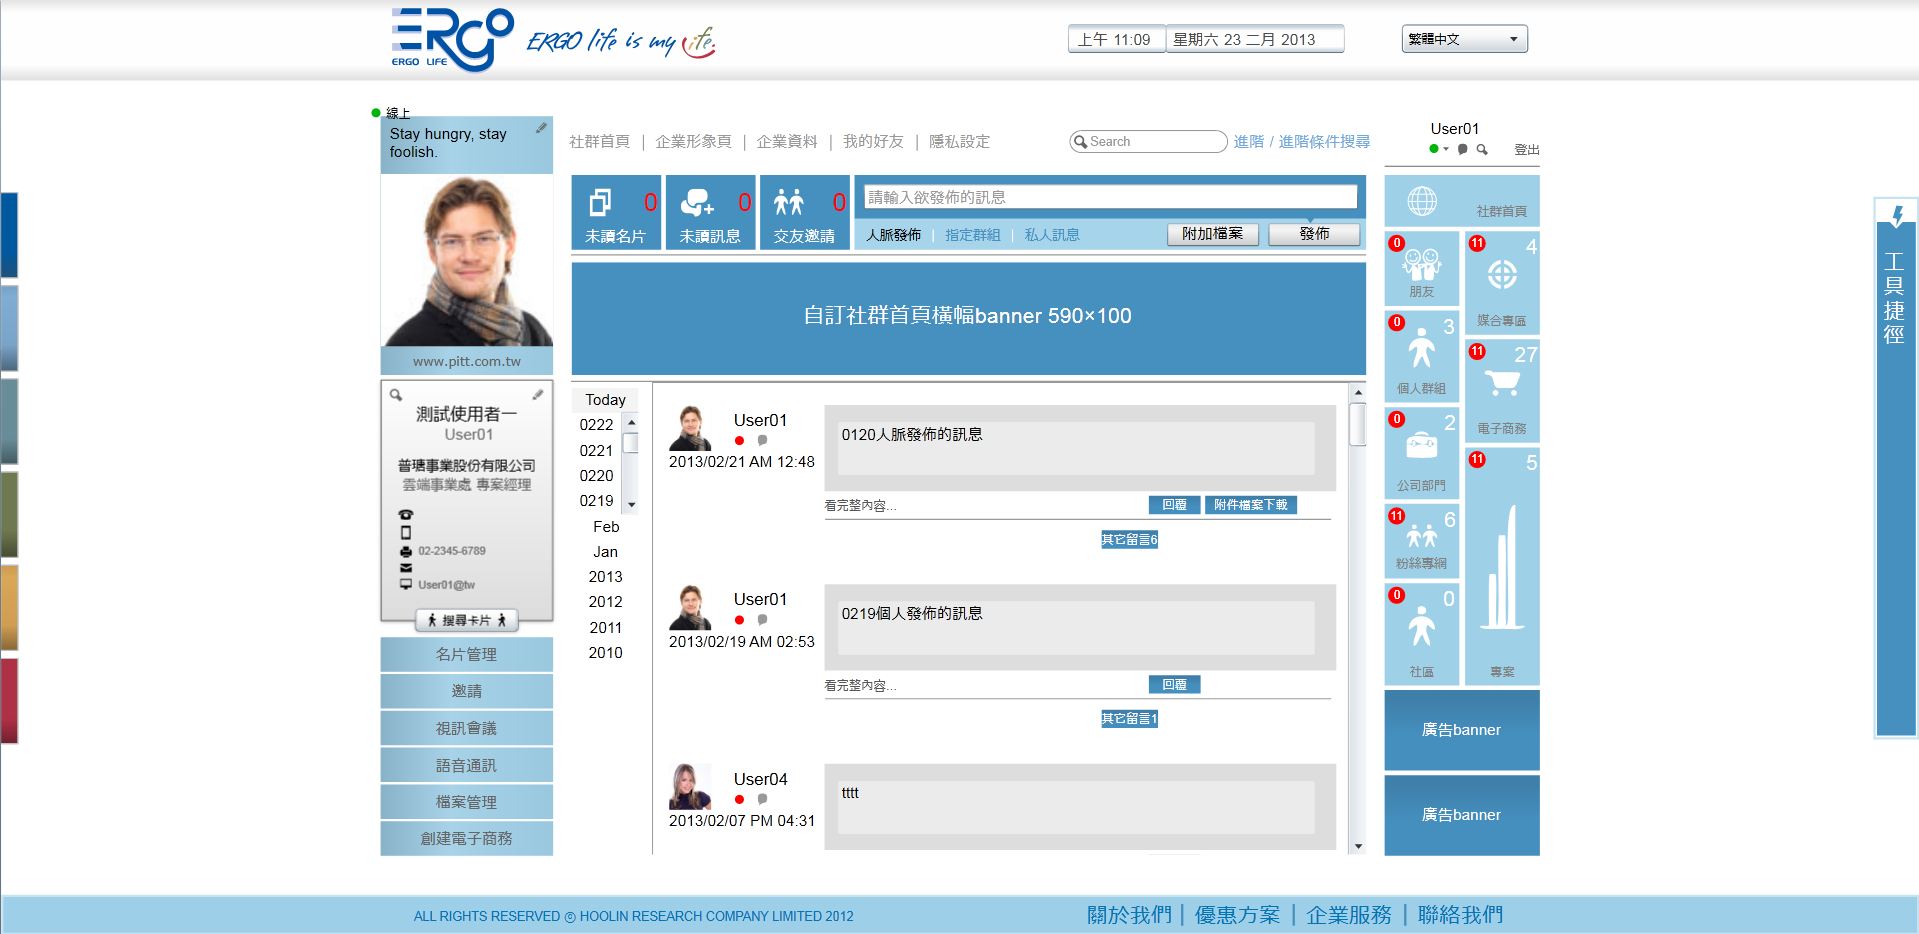 ERGO
ERGO LIFE
ERGO life is my life.
上午 11:09
星期六 23 二月 2013
繁體中文
線上
Stay hungry, stay
foolish.
www.pitt.com.tw
測試使用者一
User01
普瑭事業股份有限公司
雲端事業處 專案經理
02-2345-6789
User01@tw
搜尋卡片
名片管理
邀請
視訊會議
語音通訊
檔案管理
創建電子商務
社群首頁 | 企業形象頁 | 企業資料 | 我的好友 | 隱私設定
Search
進階 / 進階條件搜尋
0
未讀名片
0
未讀訊息
0
交友邀請
請輸入欲發佈的訊息
人脈發佈 | 指定群組 | 私人訊息
附加檔案
發佈
自訂社群首頁橫幅banner 590×100
Today
0222
0221
0220
0219
Feb
Jan
2013
2012
2011
2010
User01
2013/02/21 AM 12:48
0120人脈發佈的訊息
看完整內容...
回覆
附件檔案下載
其它留言6
User01
2013/02/19 AM 02:53
0219個人發佈的訊息
看完整內容...
回覆
其它留言1
User04
2013/02/07 PM 04:31
tttt
User01
登出
社群首頁
0
朋友
11
4
媒合專區
0
3
個人群組
11
27
電子商務
0
2
公司部門
11
5
專案
11
6
粉絲專網
0
0
社區
廣告banner
廣告banner
工具捷徑
ALL RIGHTS RESERVED © HOOLIN RESEARCH COMPANY LIMITED 2012
關於我們 | 優惠方案 | 企業服務 | 聯絡我們